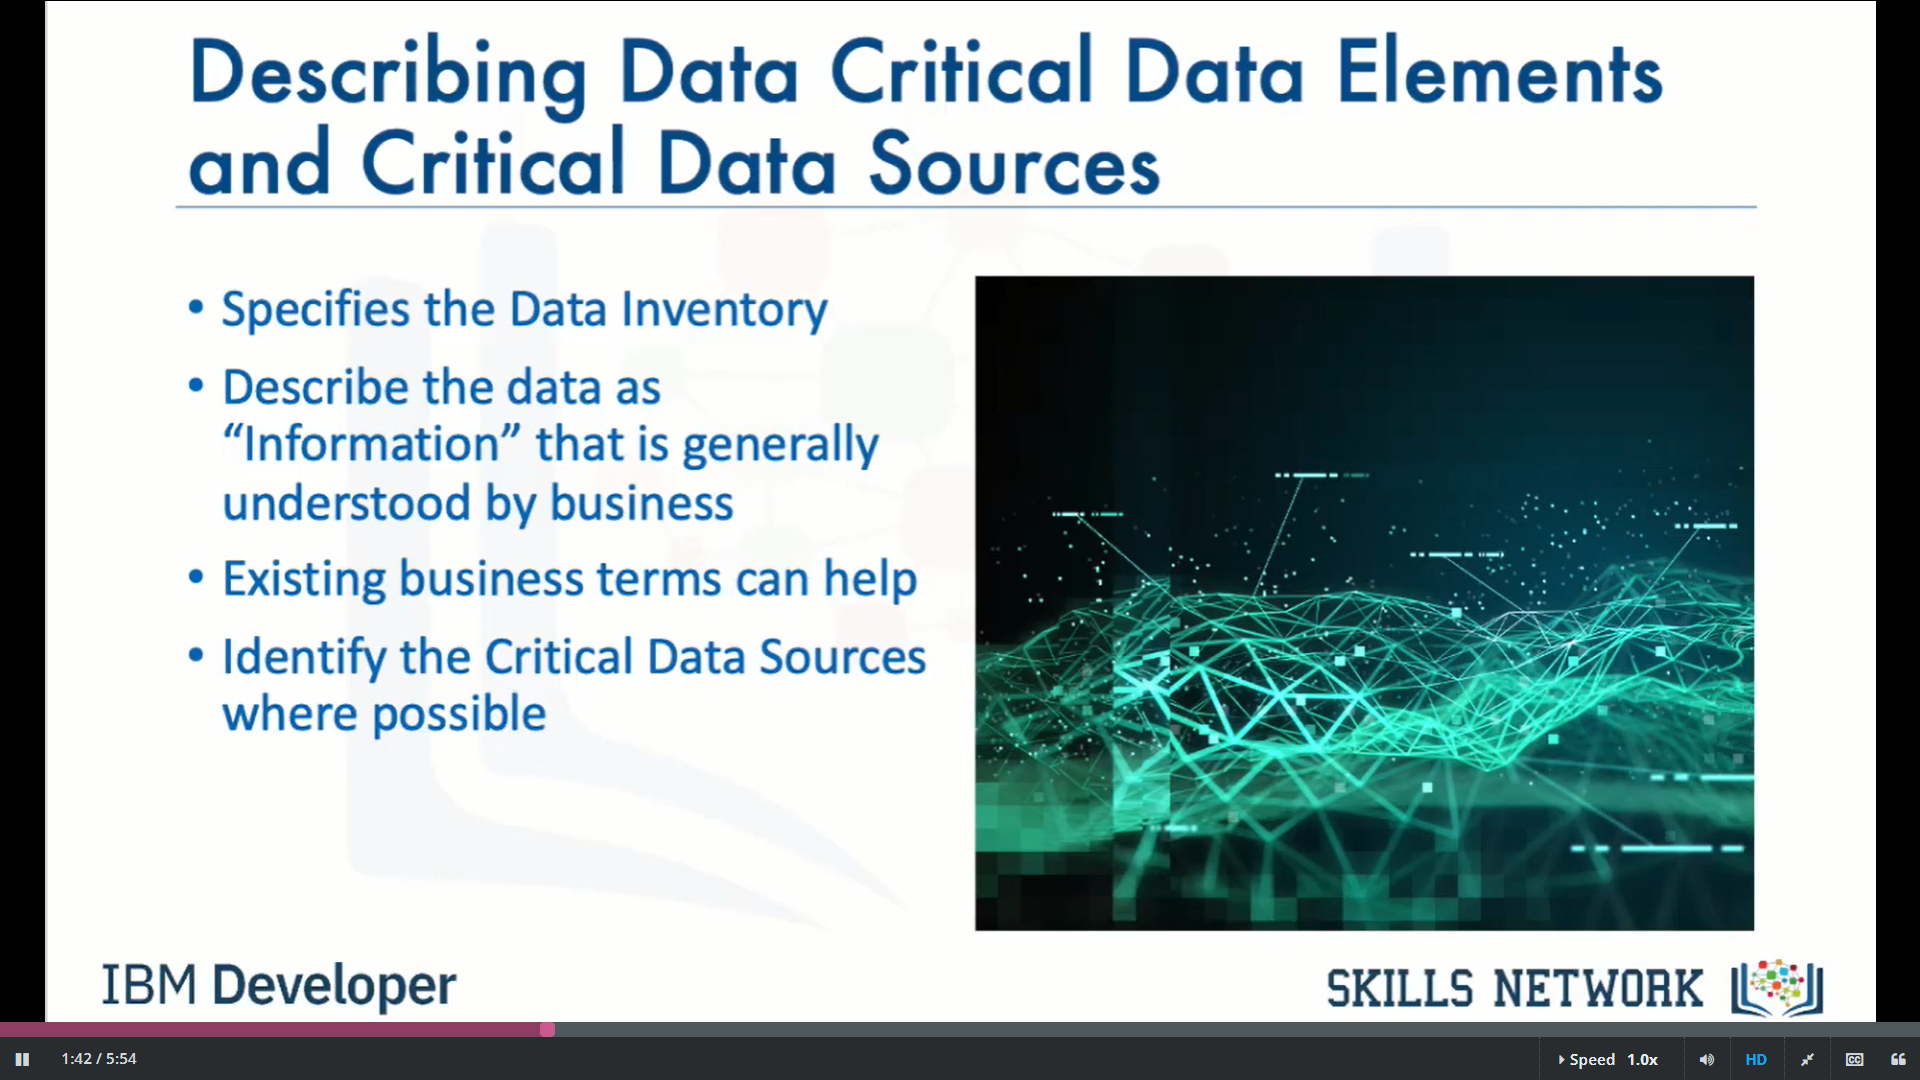 Describing Data Critical Data Elements
and Critical Data Sources
• Specifies the Data Inventory
• Describe the data as
“Information” that is generally
understood by business
• Existing business terms can help
• Identify the Critical Data Sources
where possible
IBM Developer
SKILLS NETWORK
1:42 / 5:54
Speed 1.0x
HD
CC